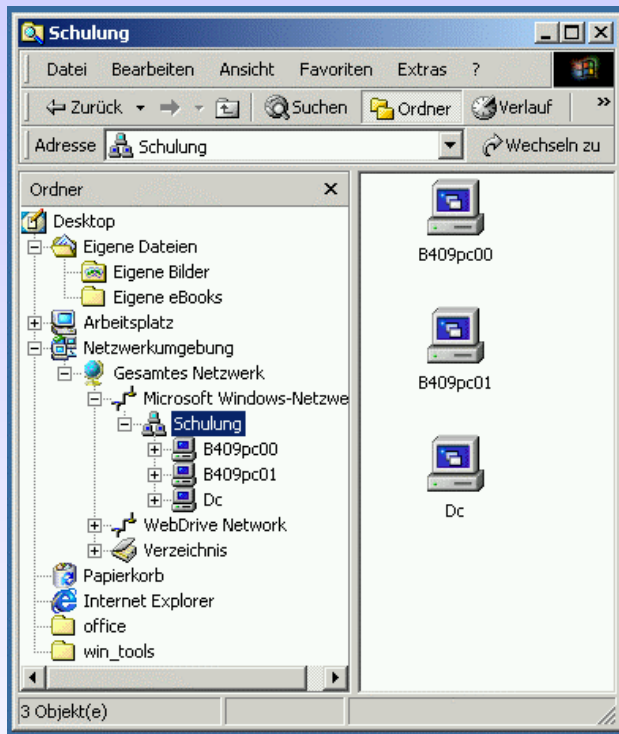 Schulung
Datei Bearbeiten Ansicht Favoriten Extras ?
Zurück Suchen Ordner Verlauf »
Adresse Schulung Wechseln zu
Ordner
Desktop
Eigene Dateien
Eigene Bilder
Eigene eBooks
Arbeitsplatz
Netzwerkumgebung
Gesamtes Netzwerk
Microsoft Windows-Netzwe
Schulung
B409pc00
B409pc01
Dc
WebDrive Network
Verzeichnis
Papierkorb
Internet Explorer
office
win_tools
B409pc00
B409pc01
Dc
3 Objekt(e)